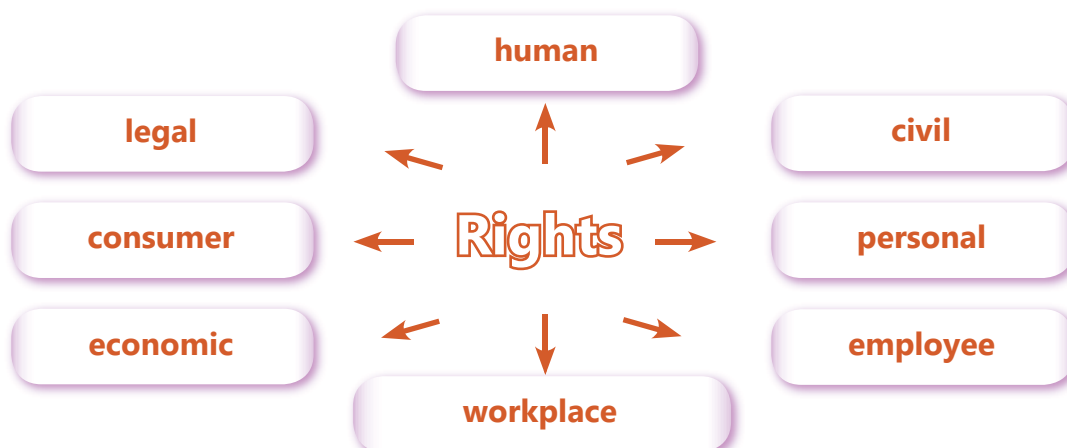 human
legal
civil
Rights
consumer
personal
economic
employee
workplace